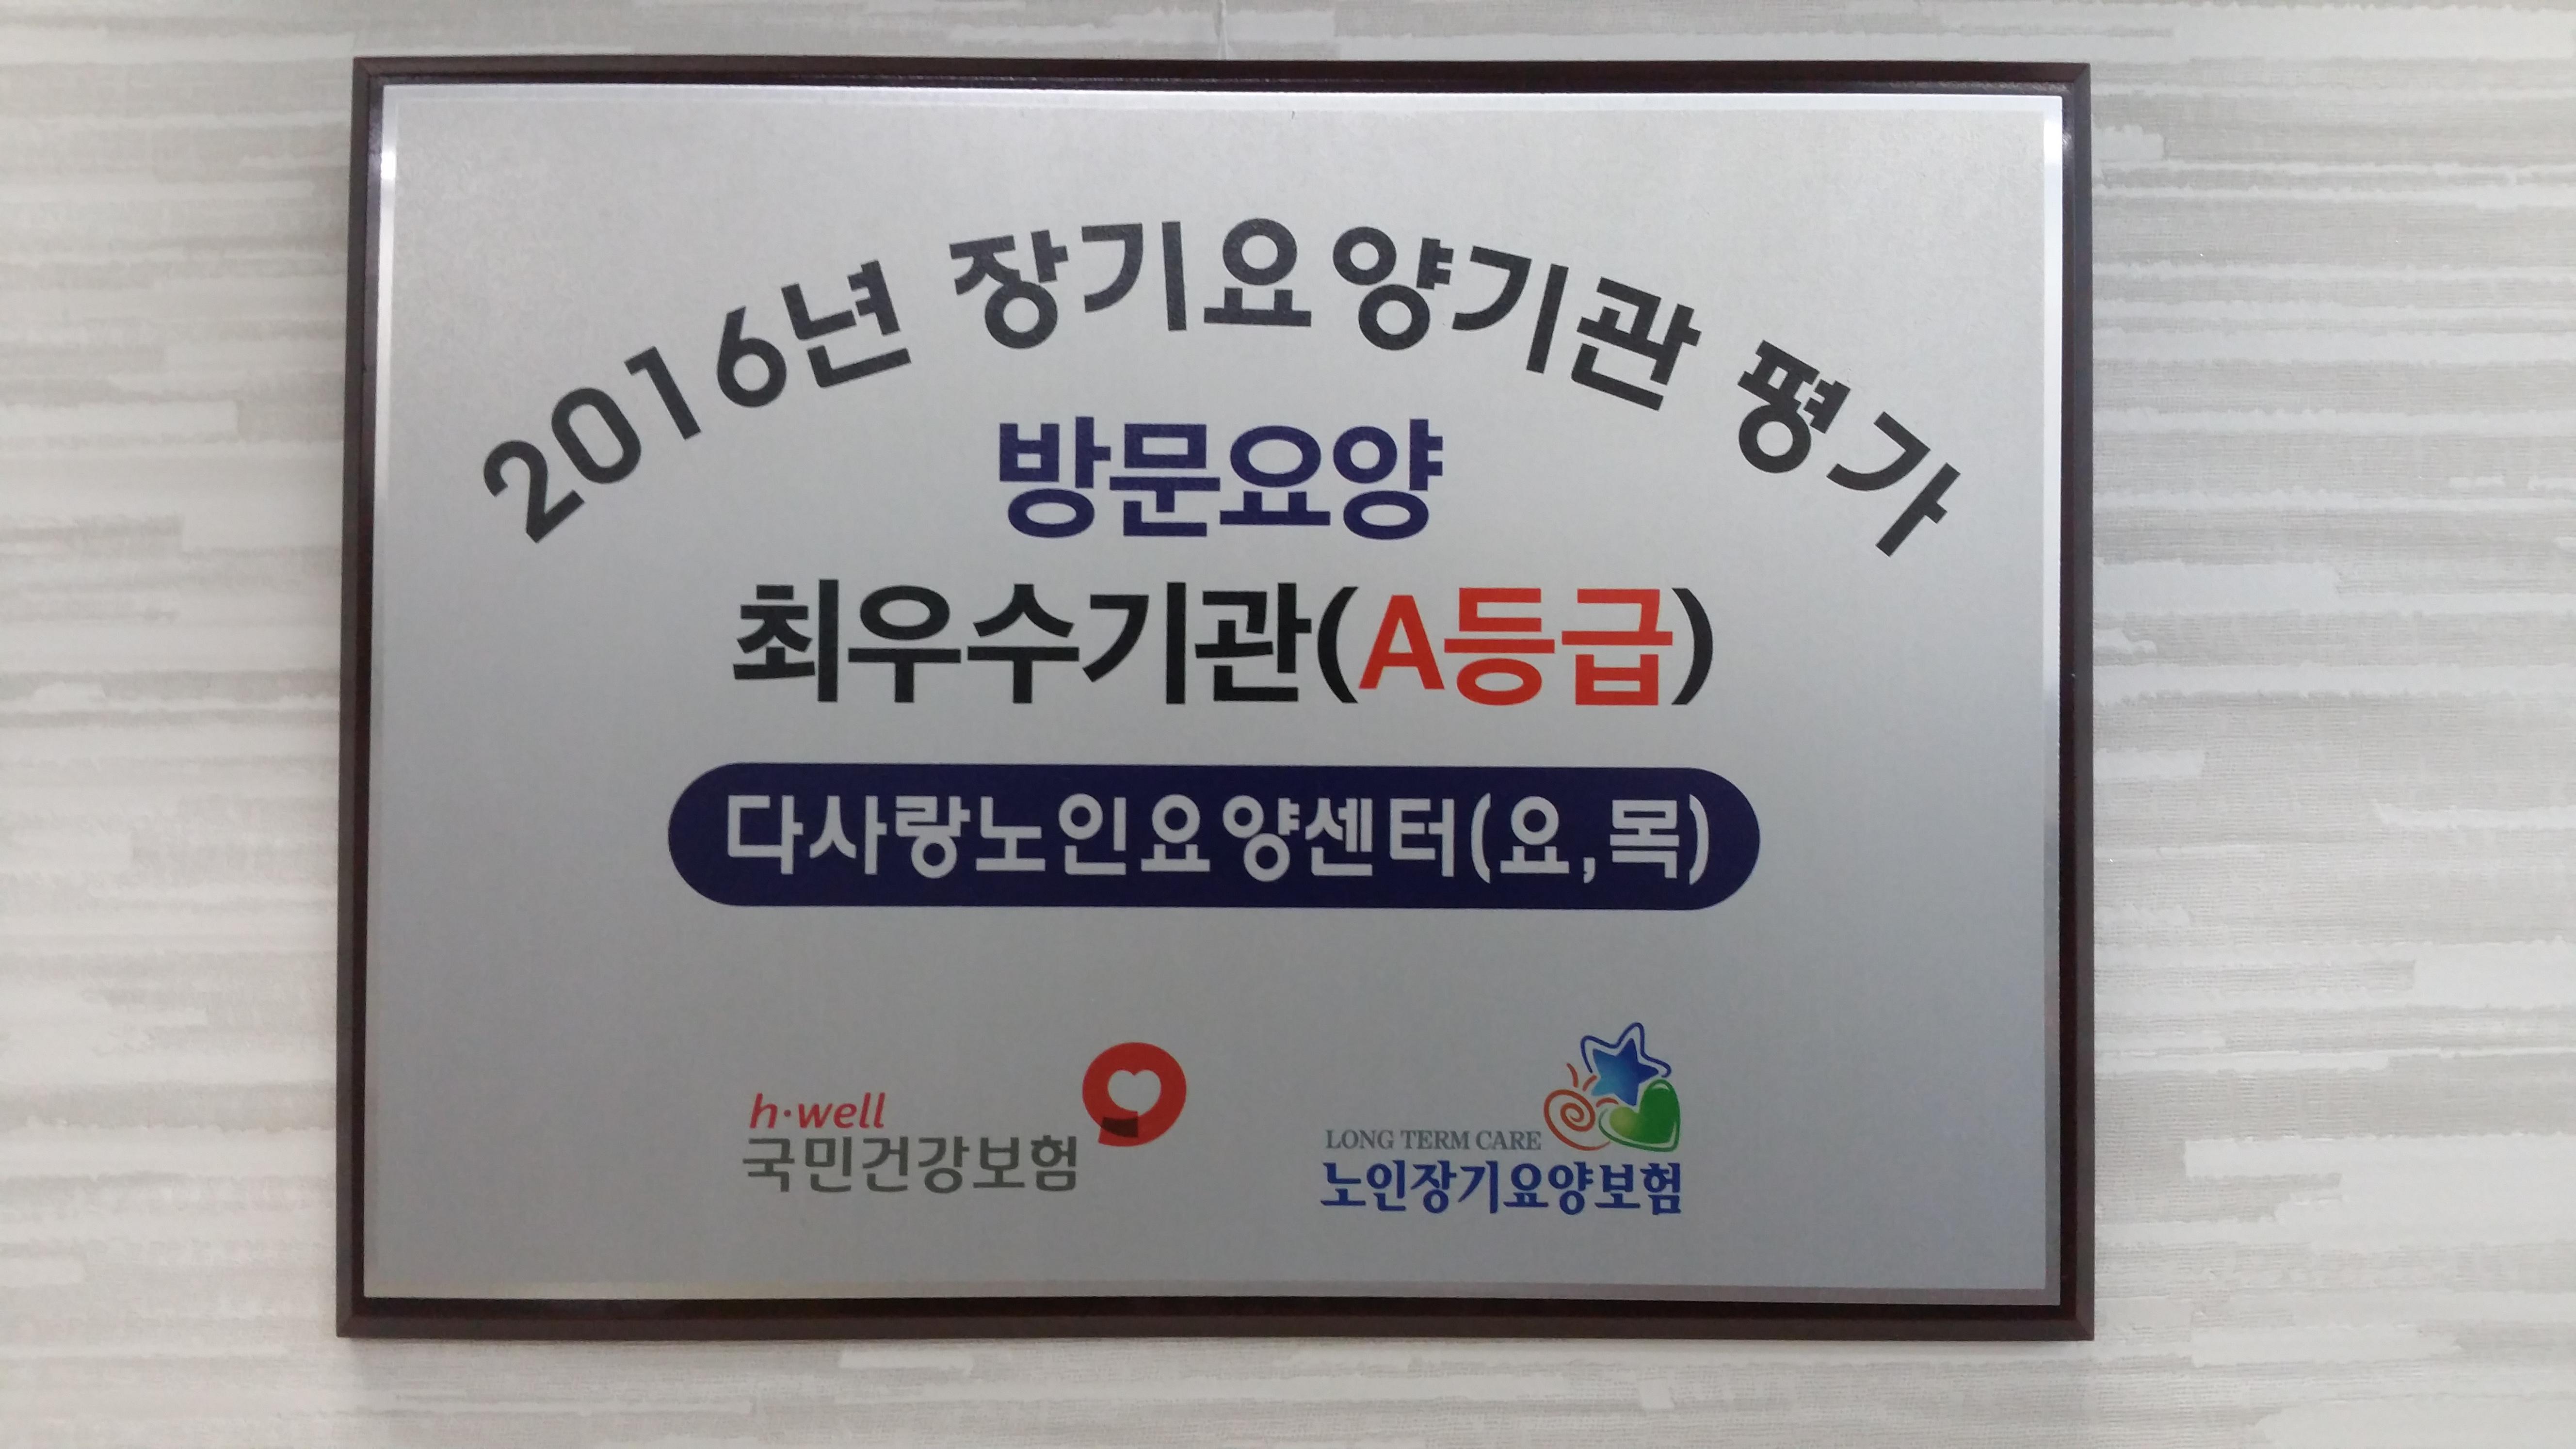 2016년 장기요양기관 평가
방문요양
최우수기관(A등급)
다사랑노인요양센터(요,목)
h·well
국민건강보험
LONG TERM CARE
노인장기요양보험